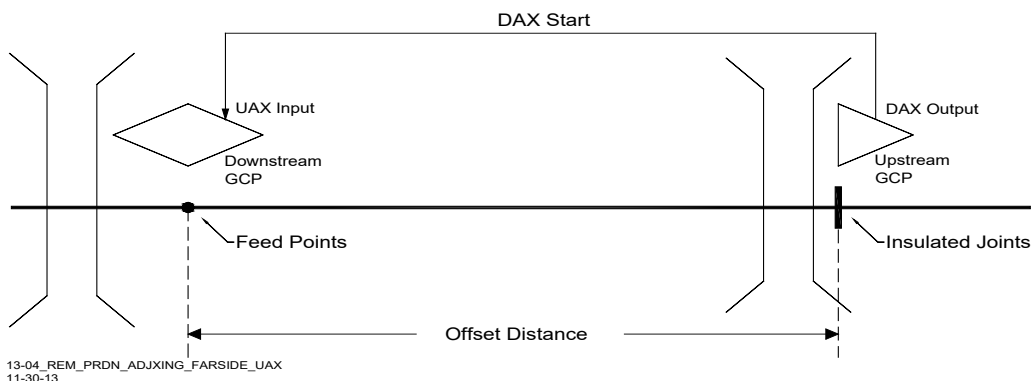 DAX Start
UAX Input
DAX Output
Downstream
GCP
Upstream
GCP
Feed Points
Insulated Joints
Offset Distance
13-04_REM_PRDN_ADJXING_FARSIDE_UAX
11-30-13